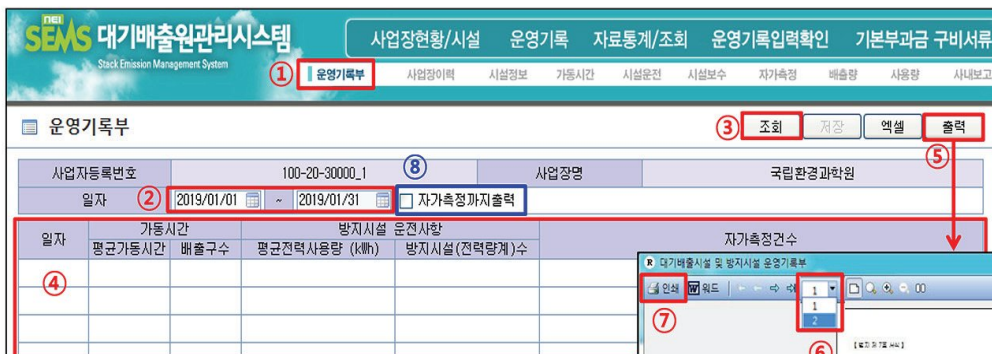 nei
SEMS 대기배출원관리시스템
Stack Emission Management System
사업장현황/시설 운영기록 자료통계/조회 운영기록입력확인 기본부과금 구비서류
① 운영기록부 사업장이력 시설정보 가동시간 시설운전 시설보수 자가측정 배출량 사용량 사내보고
운영기록부
③ 조회 저장 엑셀 출력
⑤
사업자등록번호 100-20-30000_1 ⑧ 사업장명 국립환경과학원
일자 ② 2019/01/01 ~ 2019/01/31 자가측정까지출력
일자 가동시간 방지시설 운전사항 자가측정건수
평균가동시간 배출구수 평균전력사용량 (kWh) 방지시설(전력량계)수
④
R 대기배출시설 및 방지시설 운영기록부
인쇄 W 워드 1
1
2
⑦
⑥